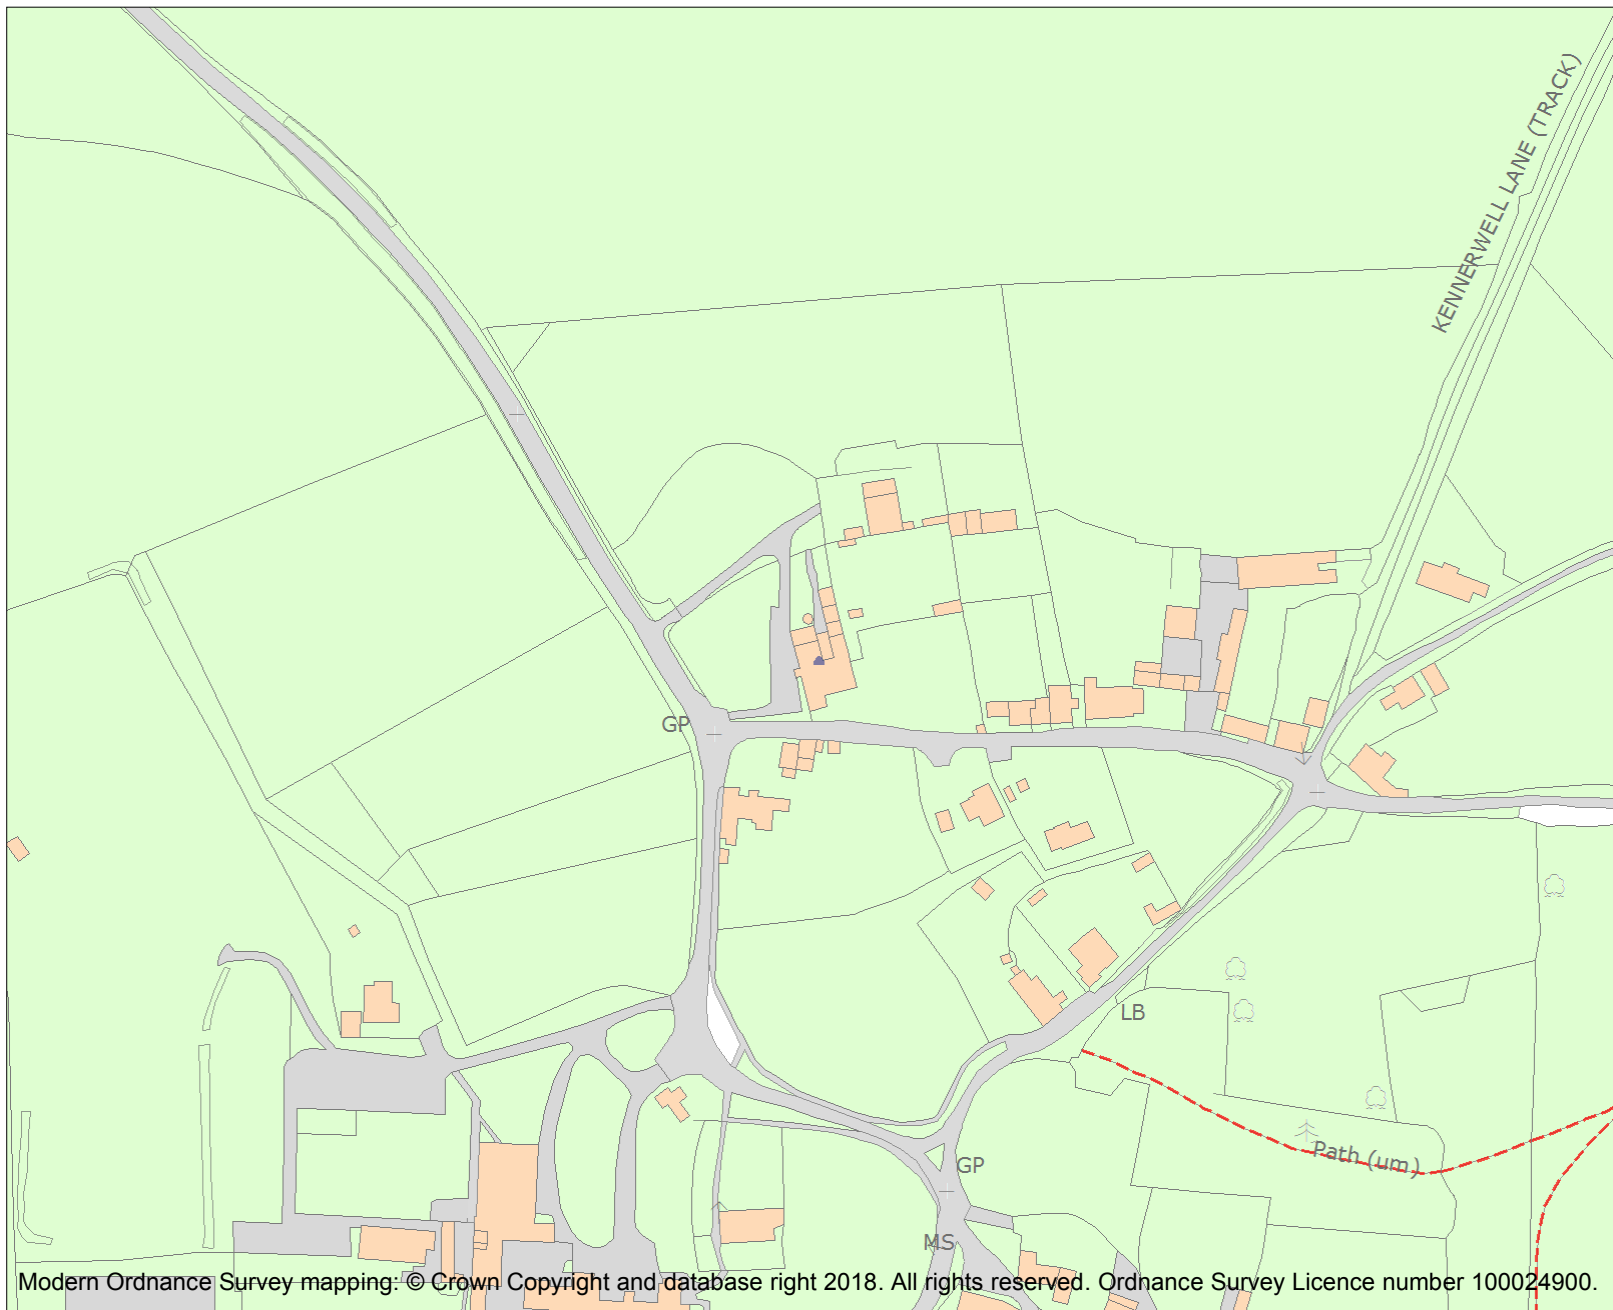 KENNERWELL LANE (TRACK)
GP
LB
Path (um)
GP
MS
Modern Ordnance Survey mapping: © Crown Copyright and database right 2018. All rights reserved. Ordnance Survey Licence number 100024900.